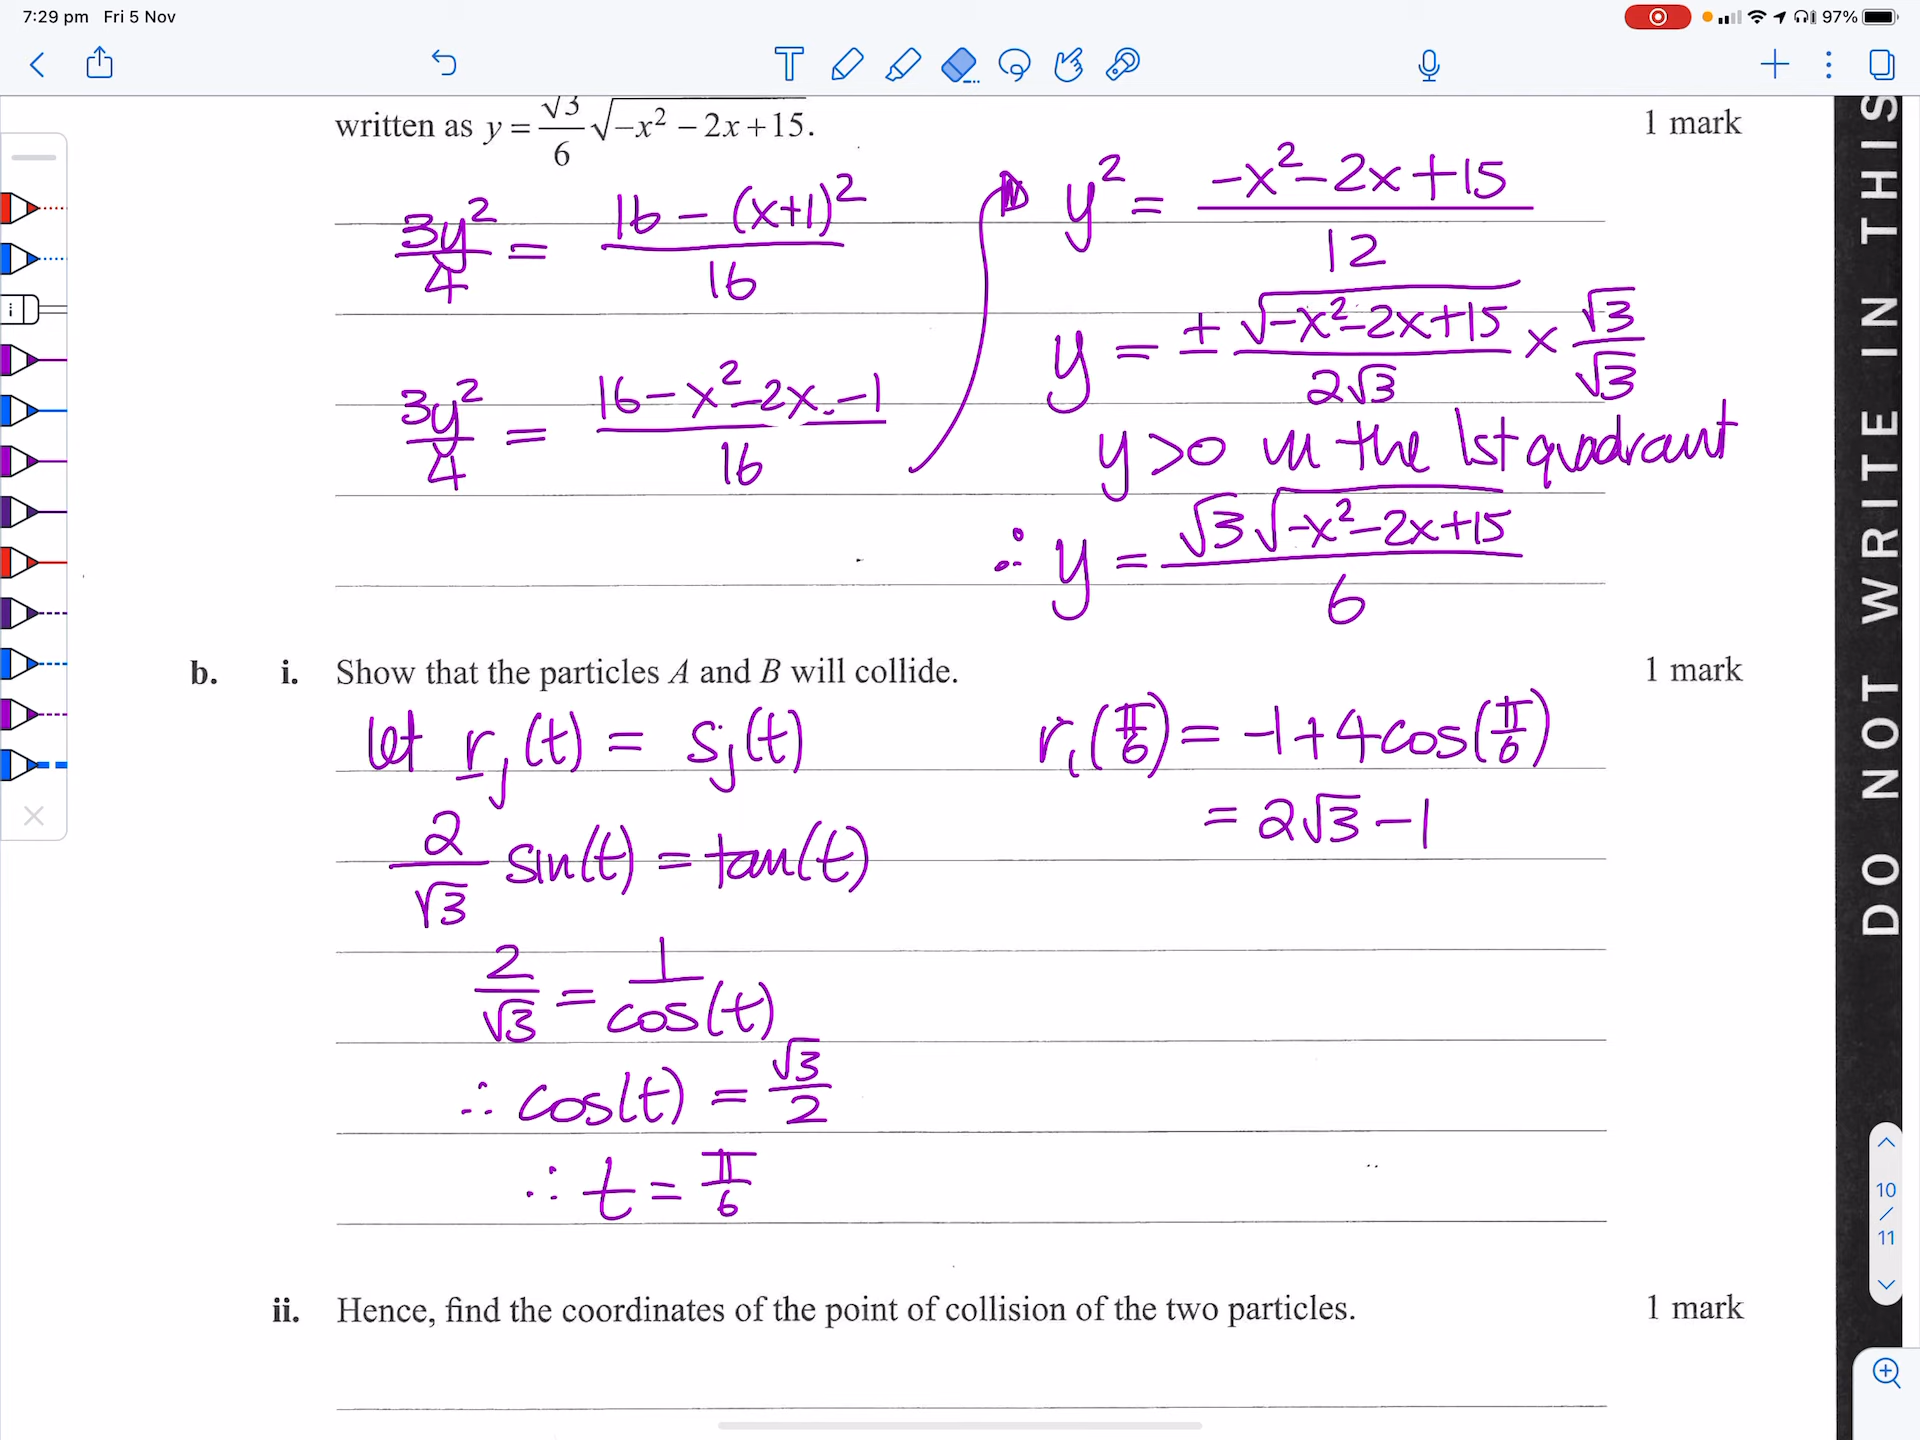 7:29 pm Fri 5 Nov
97%
written as y = √3/6 √(−x² − 2x + 15).
1 mark
3y²/4 = (16 − (x+1)²)/16
3y²/4 = (16 − x² − 2x − 1)/16
y² = (−x² − 2x + 15)/12
y = ± √(−x² − 2x + 15)/(2√3) × √3/√3
y > 0 in the 1st quadrant
∴ y = √3 √(−x² − 2x + 15)/6
b. i. Show that the particles A and B will collide.
1 mark
let r_j(t) = s_j(t)
2/√3 sin(t) = tan(t)
2/√3 = 1/cos(t)
∴ cos(t) = √3/2
∴ t = π/6
r_i(π/6) = −1 + 4cos(π/6)
= 2√3 − 1
ii. Hence, find the coordinates of the point of collision of the two particles.
1 mark
DO NOT WRITE IN THIS
10
/
11